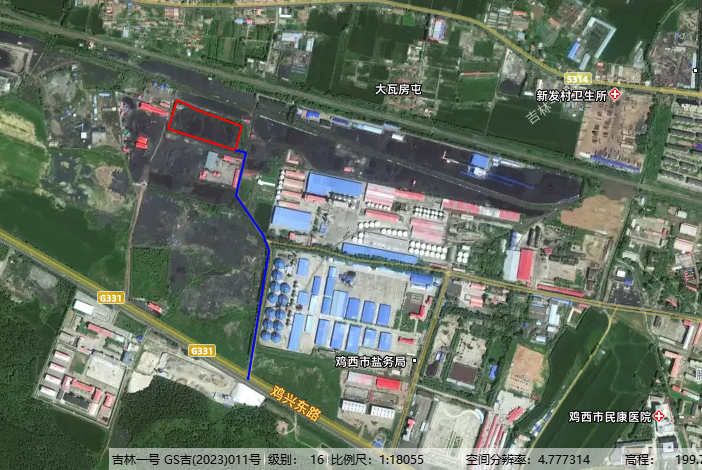 S314
大瓦房屯
新发村卫生所
吉林
G331
G331
鸡西市盐务局
鸡兴东路
鸡西市民康医院
吉林一号 GS吉(2023)011号 级别： 16 比例尺：1:18055 空间分辨率：4.777314 高程： 199.7